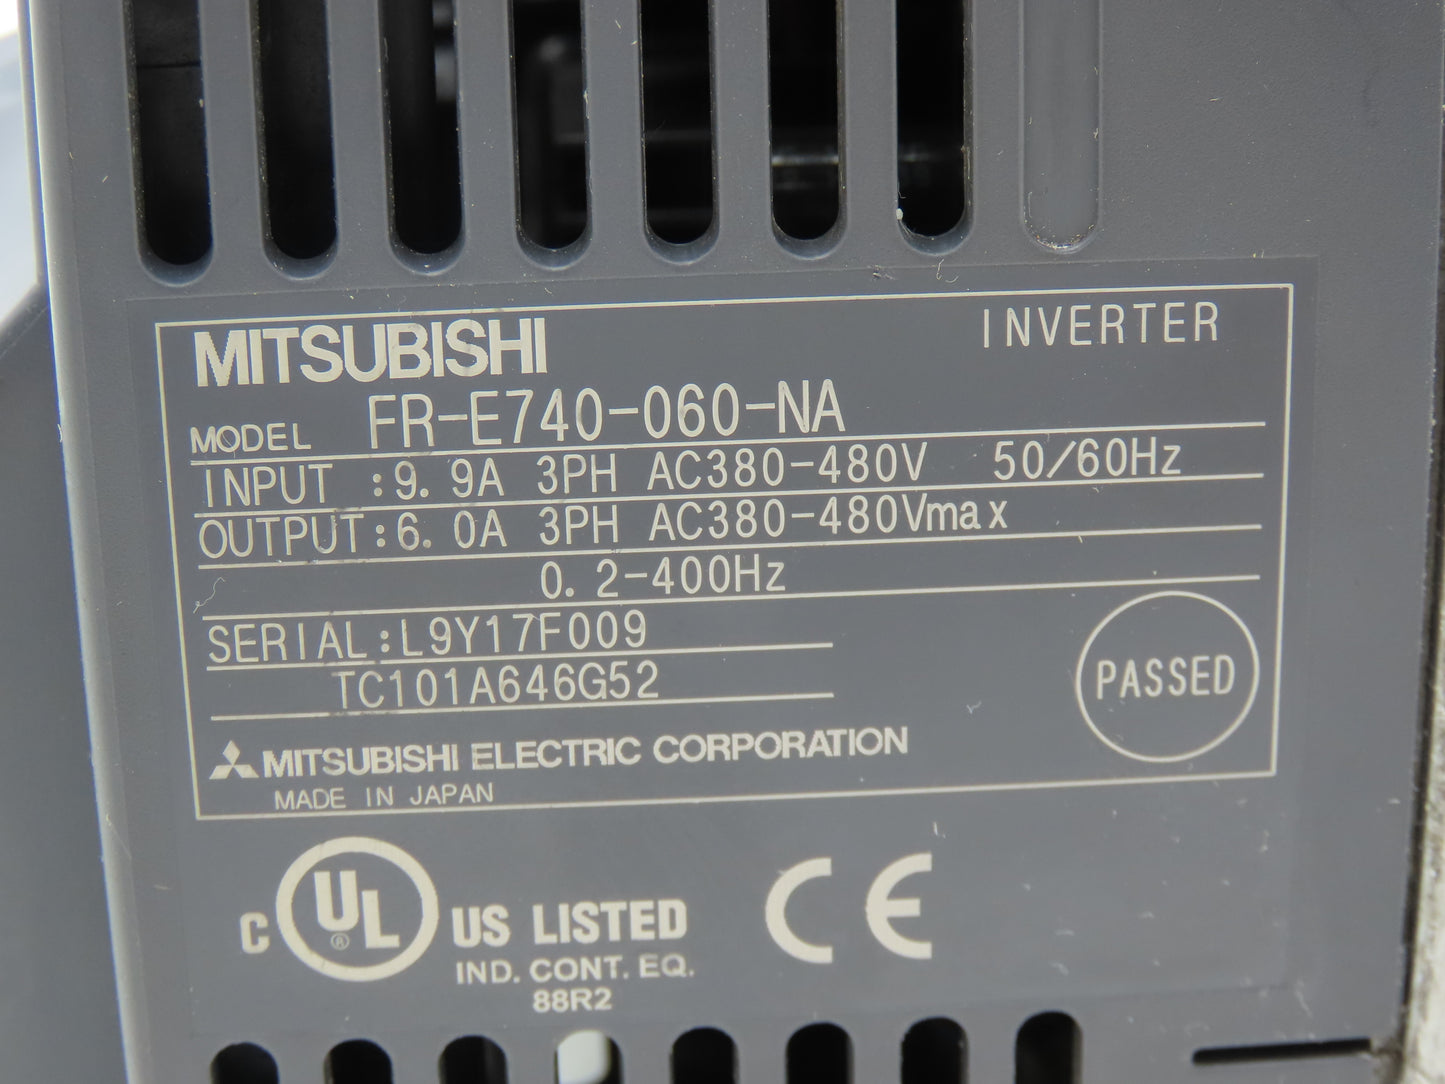 MITSUBISHI
INVERTER
MODEL FR-E740-060-NA
INPUT :9.9A 3PH AC380-480V 50/60Hz
OUTPUT:6.0A 3PH AC380-480Vmax
0.2-400Hz
SERIAL:L9Y17F009
TC101A646G52
PASSED
MITSUBISHI ELECTRIC CORPORATION
MADE IN JAPAN
C UL ® US LISTED
IND. CONT. EQ.
88R2
CE